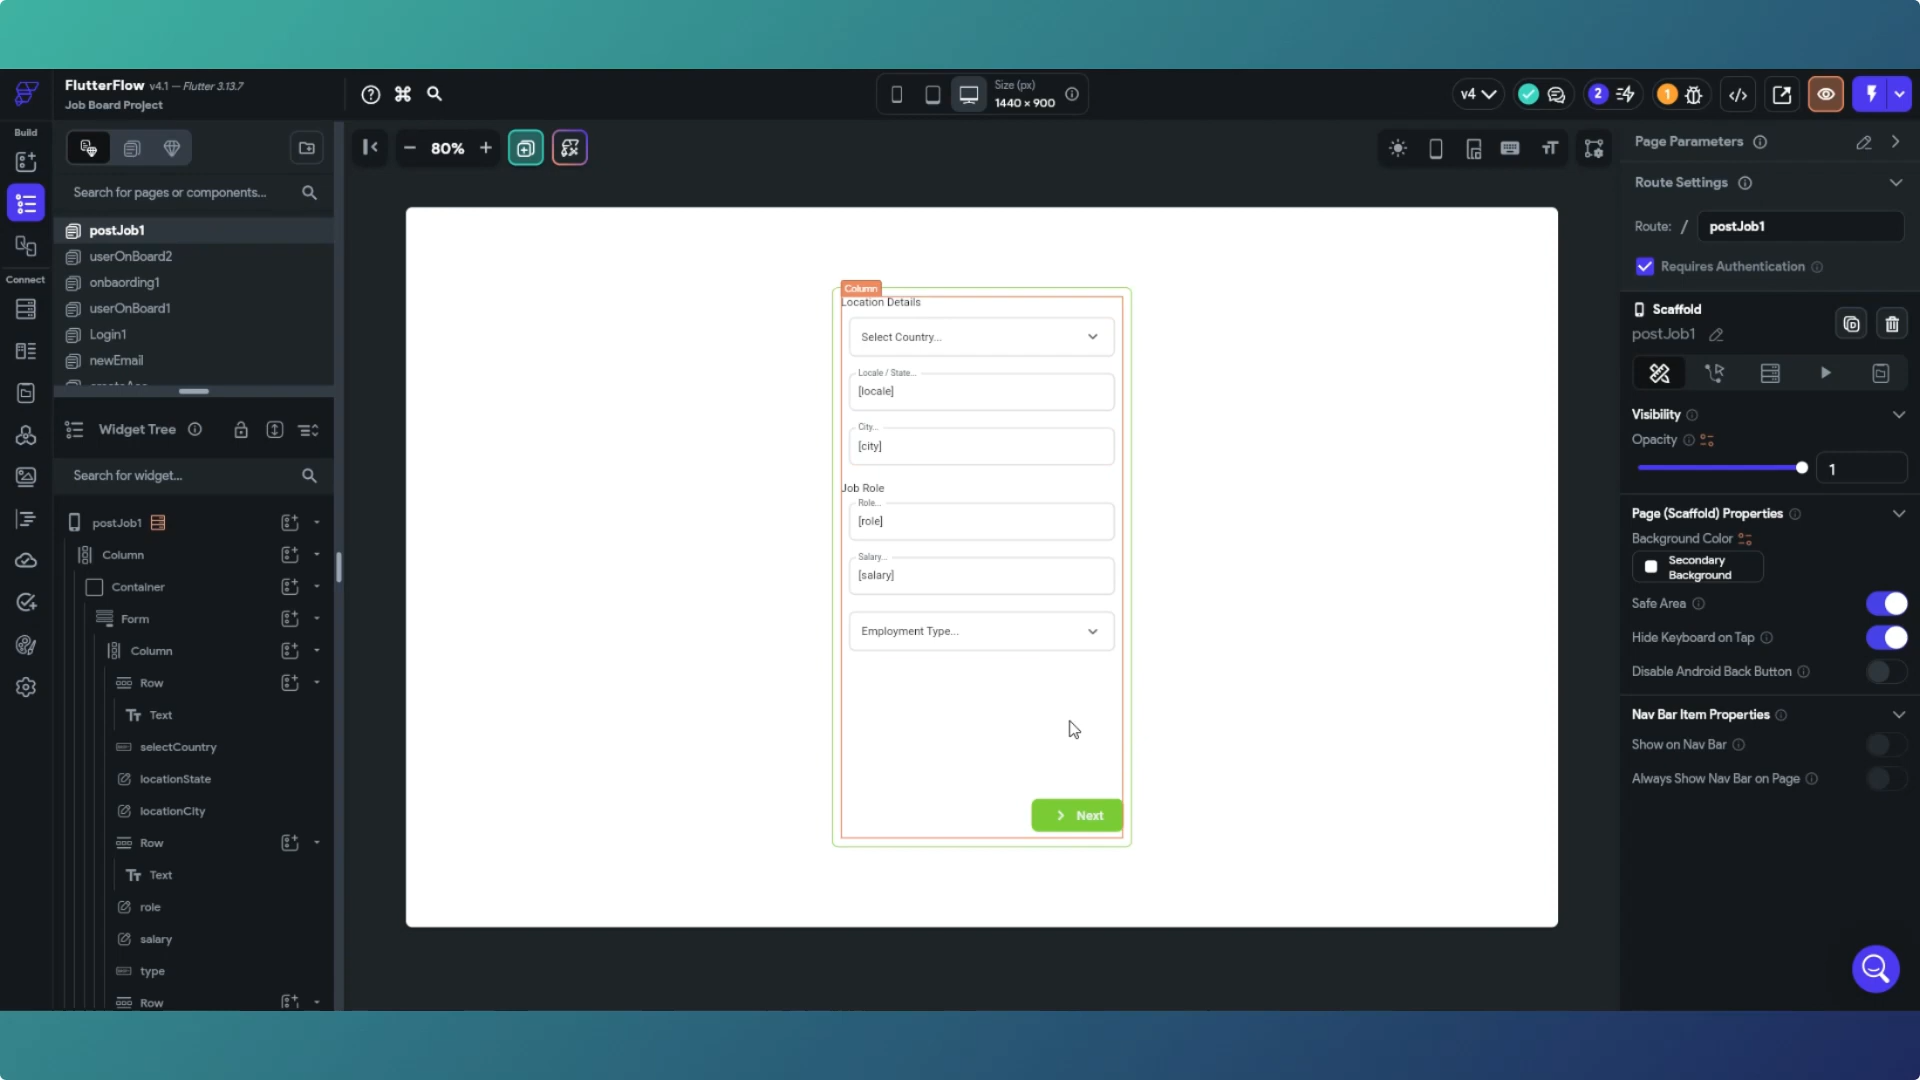 FlutterFlow v4.1 — Flutter 3.13.7
Job Board Project
Size (px)
1440 × 900
v4
2
1
Build
Connect
80%
Search for pages or components...
postJob1
userOnBoard2
onbaording1
userOnBoard1
Login1
newEmail
Widget Tree
Search for widget...
postJob1
Column
Container
Form
Column
Row
Tt Text
selectCountry
locationState
locationCity
Row
Tt Text
role
salary
type
Row
Column
Location Details
Select Country...
Locale / State...
[locale]
City...
[city]
Job Role
Role...
[role]
Salary...
[salary]
Employment Type...
Next
Page Parameters
Route Settings
Route: / postJob1
Requires Authentication
Scaffold
postJob1
Visibility
Opacity
1
Page (Scaffold) Properties
Background Color
Secondary
Background
Safe Area
Hide Keyboard on Tap
Disable Android Back Button
Nav Bar Item Properties
Show on Nav Bar
Always Show Nav Bar on Page